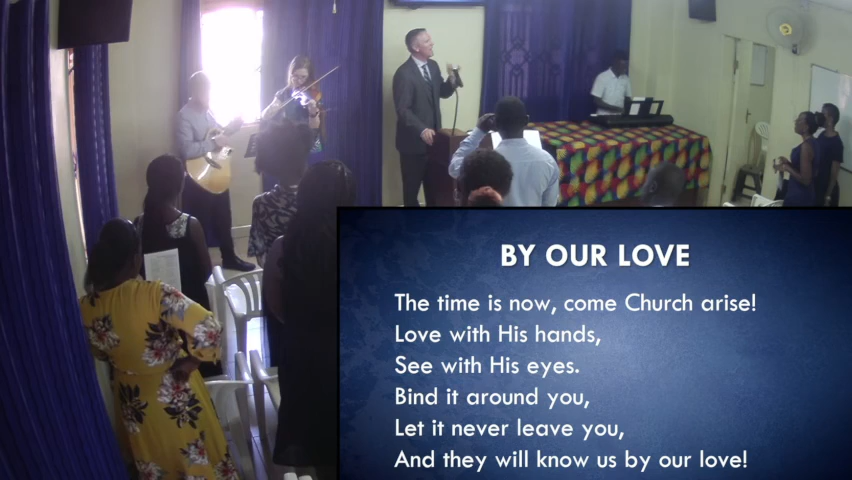 BY OUR LOVE
The time is now, come Church arise!
Love with His hands,
See with His eyes.
Bind it around you,
Let it never leave you,
And they will know us by our love!